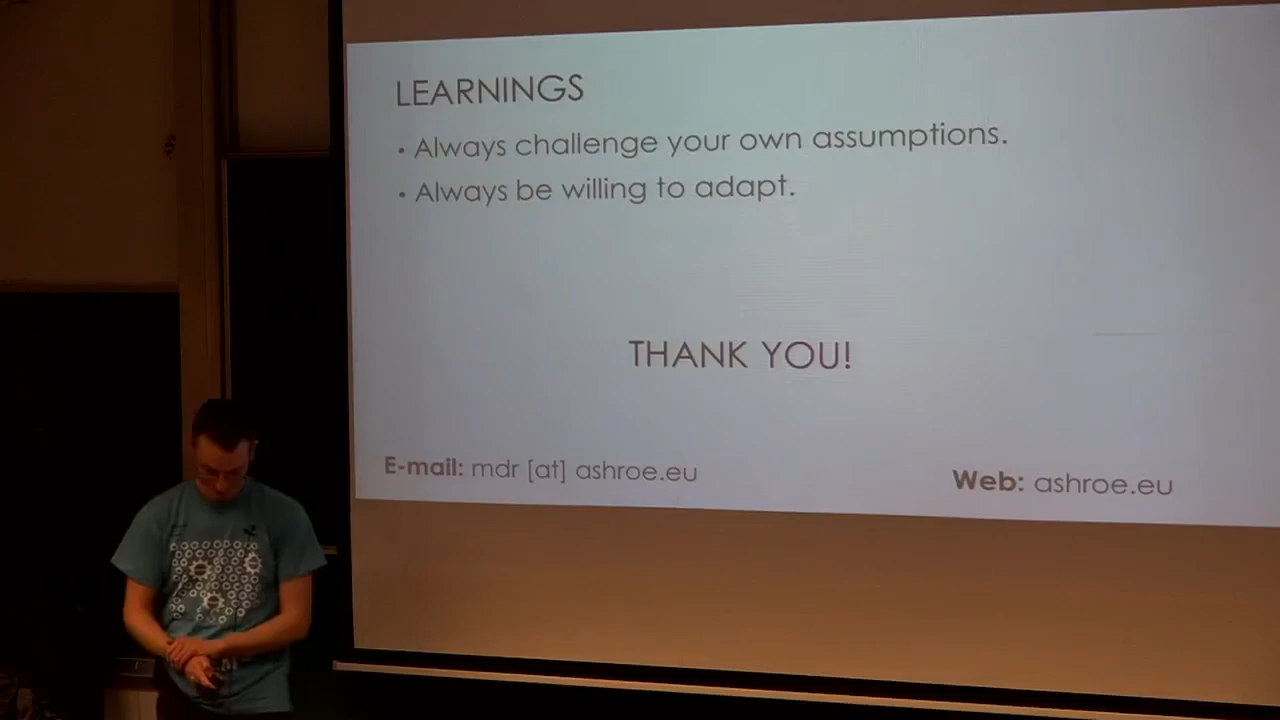 LEARNINGS
• Always challenge your own assumptions.
• Always be willing to adapt.
THANK YOU!
E-mail: mdr [at] ashroe.eu
Web: ashroe.eu